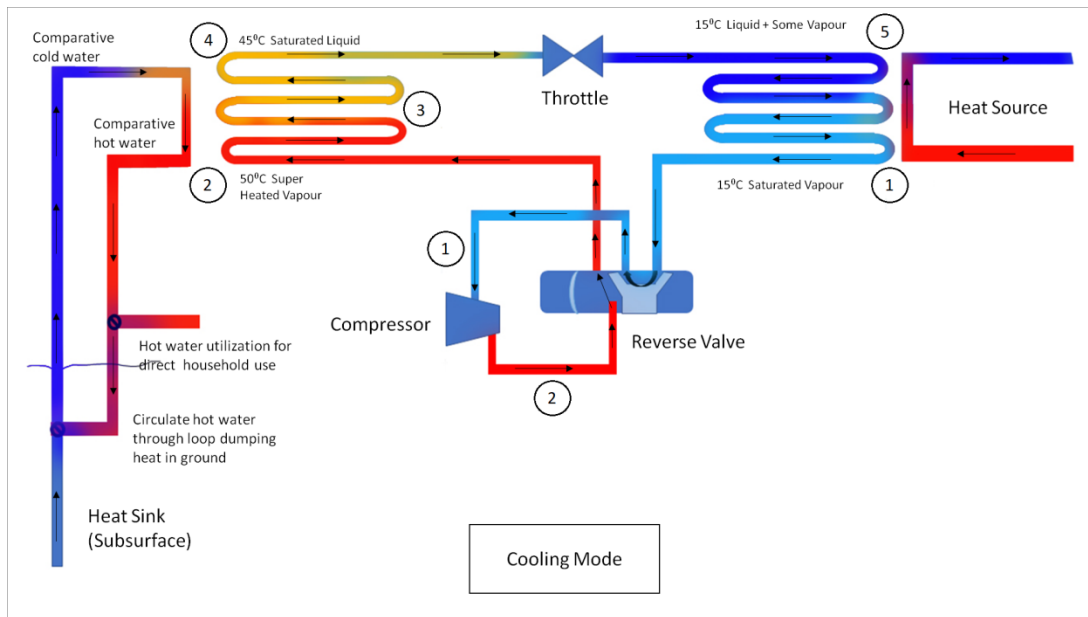 Comparative
cold water
4
45⁰C Saturated Liquid
15⁰C Liquid + Some Vapour
5
Throttle
3
Heat Source
Comparative
hot water
2
50⁰C Super
Heated Vapour
15⁰C Saturated Vapour
1
1
Compressor
Reverse Valve
2
Hot water utilization for
direct household use
Circulate hot water
through loop dumping
heat in ground
Heat Sink
(Subsurface)
Cooling Mode